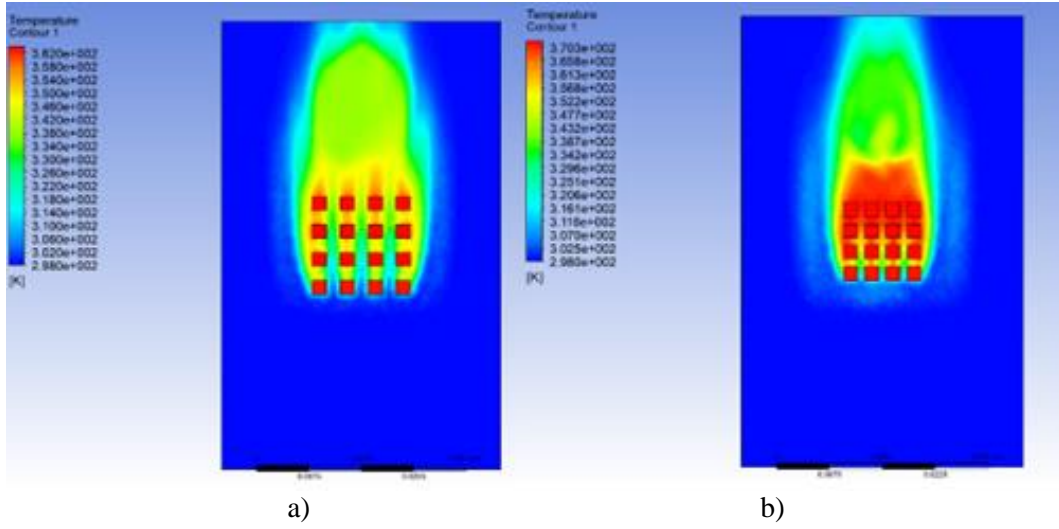 Temperature
Contour 1
3.620e+002
3.580e+002
3.540e+002
3.500e+002
3.460e+002
3.420e+002
3.380e+002
3.340e+002
3.300e+002
3.260e+002
3.220e+002
3.180e+002
3.140e+002
3.100e+002
3.060e+002
3.020e+002
2.980e+002
[K]
a)
Temperature
Contour 1
3.703e+002
3.658e+002
3.613e+002
3.568e+002
3.522e+002
3.477e+002
3.432e+002
3.387e+002
3.342e+002
3.296e+002
3.251e+002
3.206e+002
3.161e+002
3.116e+002
3.070e+002
3.025e+002
2.980e+002
[K]
b)